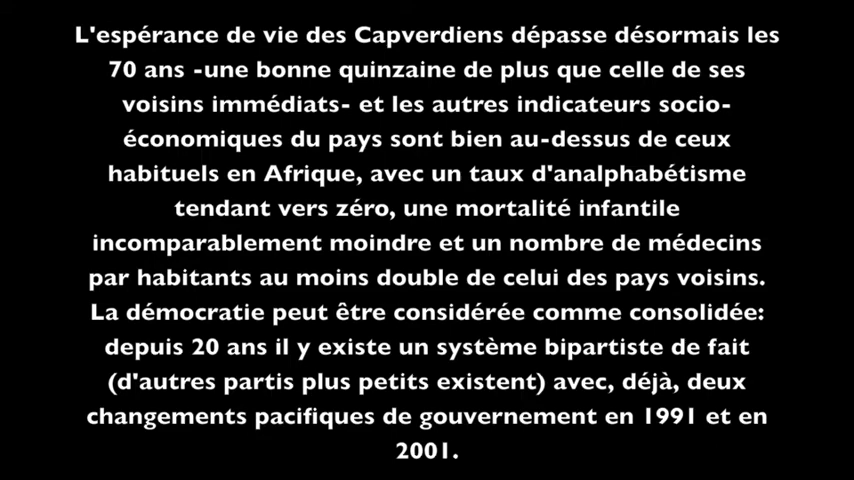 L'espérance de vie des Capverdiens dépasse désormais les
70 ans -une bonne quinzaine de plus que celle de ses
voisins immédiats- et les autres indicateurs socio-
économiques du pays sont bien au-dessus de ceux
habituels en Afrique, avec un taux d'analphabétisme
tendant vers zéro, une mortalité infantile
incomparablement moindre et un nombre de médecins
par habitants au moins double de celui des pays voisins.
La démocratie peut être considérée comme consolidée:
depuis 20 ans il y existe un système bipartiste de fait
(d'autres partis plus petits existent) avec, déjà, deux
changements pacifiques de gouvernement en 1991 et en
2001.